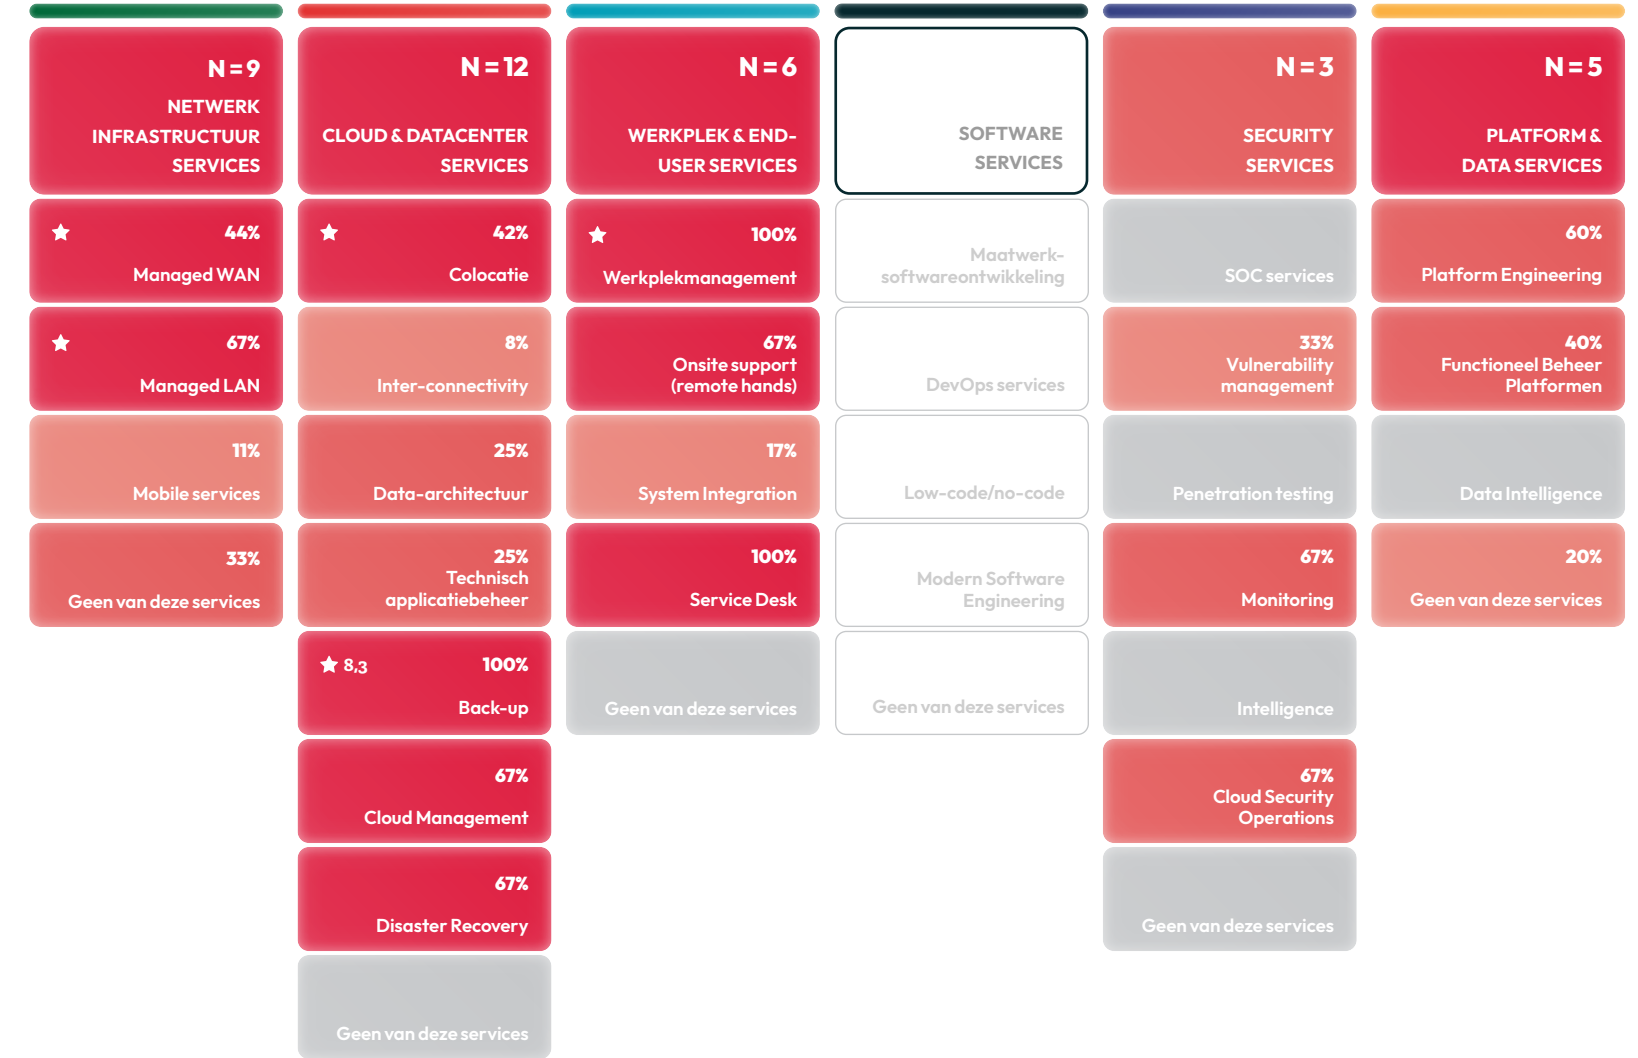 N=9
NETWERK
INFRASTRUCTUUR
SERVICES
44%
Managed WAN
67%
Managed LAN
11%
Mobile services
33%
Geen van deze services
N=12
CLOUD & DATACENTER
SERVICES
42%
Colocatie
8%
Inter-connectivity
25%
Data-architectuur
25%
Technisch
applicatiebeheer
8,3
100%
Back-up
67%
Cloud Management
67%
Disaster Recovery
Geen van deze services
N=6
WERKPLEK & END-
USER SERVICES
100%
Werkplekmanagement
67%
Onsite support
(remote hands)
17%
System Integration
100%
Service Desk
Geen van deze services
SOFTWARE
SERVICES
Maatwerk-
softwareontwikkeling
DevOps services
Low-code/no-code
Modern Software
Engineering
Geen van deze services
N=3
SECURITY
SERVICES
SOC services
33%
Vulnerability
management
Penetration testing
67%
Monitoring
Intelligence
67%
Cloud Security
Operations
Geen van deze services
N=5
PLATFORM &
DATA SERVICES
60%
Platform Engineering
40%
Functioneel Beheer
Platformen
Data Intelligence
20%
Geen van deze services